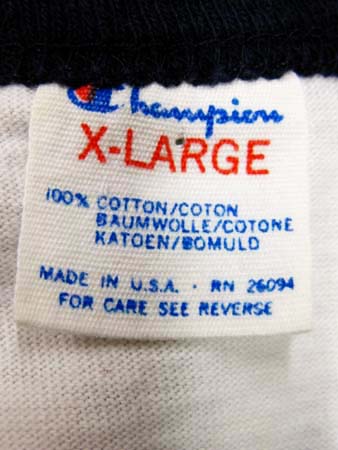 Champion
X-LARGE
100% COTTON/COTON
BAUMWOLLE/COTONE
KATOEN/BOMULD
MADE IN U.S.A. · RN 26094
FOR CARE SEE REVERSE